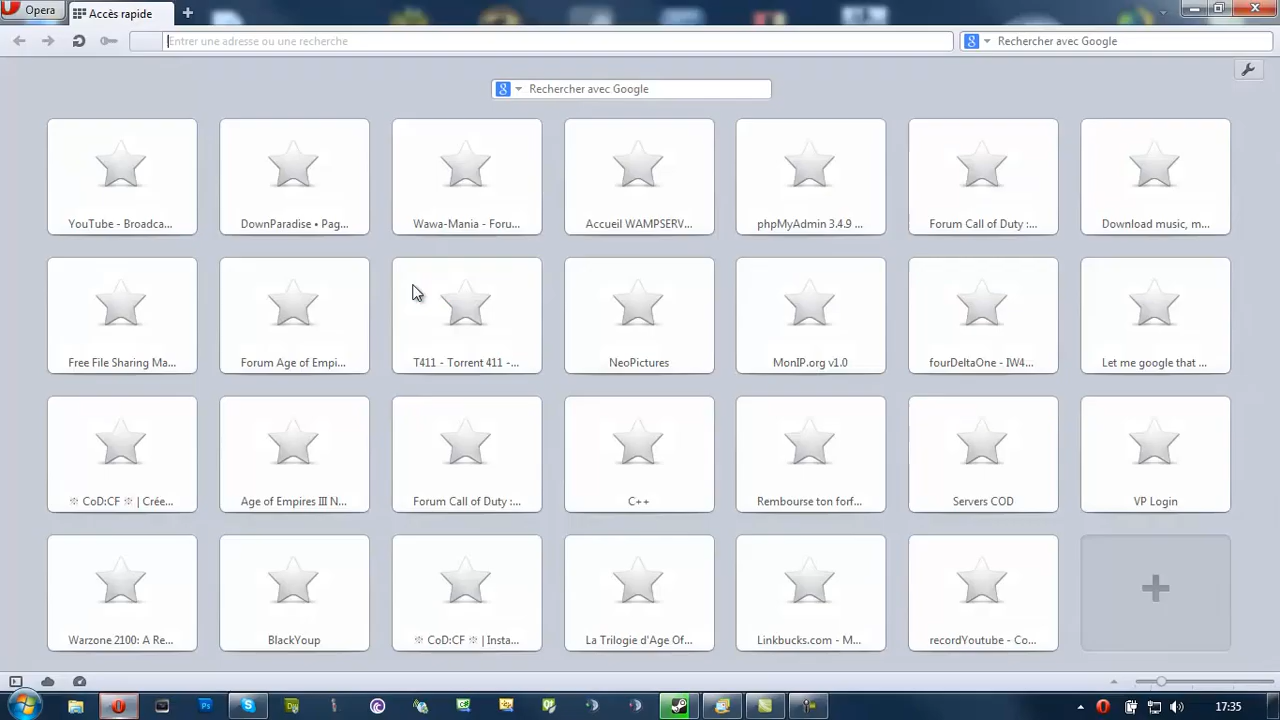 Opera
Accès rapide
Entrer une adresse ou une recherche
Rechercher avec Google
Rechercher avec Google
YouTube - Broadca...
DownParadise • Pag...
Wawa-Mania - Foru...
Accueil WAMPSERV...
phpMyAdmin 3.4.9 ...
Forum Call of Duty :...
Download music, m...
Free File Sharing Ma...
Forum Age of Empi...
T411 - Torrent 411 -...
NeoPictures
MonIP.org v1.0
fourDeltaOne - IW4...
Let me google that ...
※ CoD:CF ※ | Crée...
Age of Empires III N...
Forum Call of Duty :...
C++
Rembourse ton forf...
Servers COD
VP Login
Warzone 2100: A Re...
BlackYoup
※ CoD:CF ※ | Insta...
La Trilogie d'Age Of...
Linkbucks.com - M...
recordYoutube - Co...
17:35